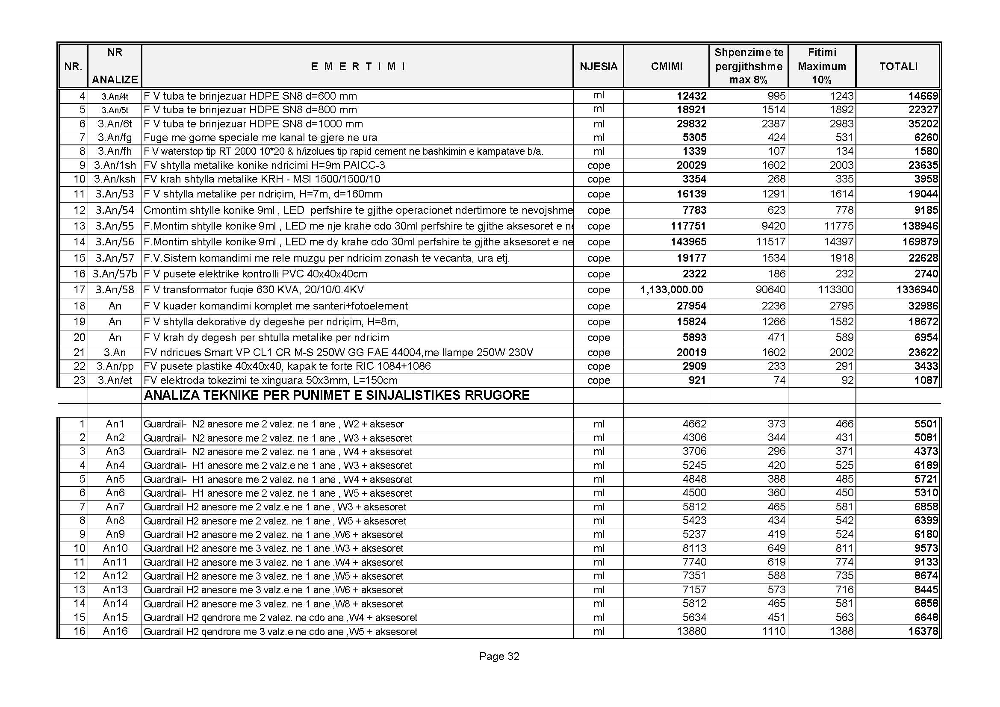 NR. NR ANALIZE E M E R T I M I NJESIA CMIMI Shpenzime te pergjithshme max 8% Fitimi Maximum 10% TOTALI
4 3.An/4t F V tuba te brinjezuar HDPE SN8 d=600 mm ml 12432 995 1243 14669
5 3.An/5t F V tuba te brinjezuar HDPE SN8 d=800 mm ml 18921 1514 1892 22327
6 3.An/6t F V tuba te brinjezuar HDPE SN8 d=1000 mm ml 29832 2387 2983 35202
7 3.An/fg Fuge me gome speciale me kanal te gjere ne ura ml 5305 424 531 6260
8 3.An/fh F V waterstop tip RT 2000 10*20 & h/izolues tip rapid cement ne bashkimin e kampatave b/a. ml 1339 107 134 1580
9 3.An/1sh FV shtylla metalike konike ndricimi H=9m PAICC-3 cope 20029 1602 2003 23635
10 3.An/ksh FV krah shtylla metalike KRH - MSI 1500/1500/10 cope 3354 268 335 3958
11 3.An/53 F V shtylla metalike per ndriçim, H=7m, d=160mm cope 16139 1291 1614 19044
12 3.An/54 Cmontim shtylle konike 9ml , LED perfshire te gjithe operacionet ndertimore te nevojshme cope 7783 623 778 9185
13 3.An/55 F.Montim shtylle konike 9ml , LED me nje krahe cdo 30ml perfshire te gjithe aksesoret e ne cope 117751 9420 11775 138946
14 3.An/56 F.Montim shtylle konike 9ml , LED me dy krahe cdo 30ml perfshire te gjithe aksesoret e ne cope 143965 11517 14397 169879
15 3.An/57 F.V.Sistem komandimi me rele muzgu per ndricim zonash te vecanta, ura etj. cope 19177 1534 1918 22628
16 3.An/57b F V pusete elektrike kontrolli PVC 40x40x40cm cope 2322 186 232 2740
17 3.An/58 F V transformator fuqie 630 KVA, 20/10/0.4KV cope 1,133,000.00 90640 113300 1336940
18 An F V kuader komandimi komplet me santeri+fotoelement cope 27954 2236 2795 32986
19 An F V shtylla dekorative dy degeshe per ndriçim, H=8m, cope 15824 1266 1582 18672
20 An F V krah dy degesh per shtulla metalike per ndricim cope 5893 471 589 6954
21 3.An FV ndricues Smart VP CL1 CR M-S 250W GG FAE 44004,me llampe 250W 230V cope 20019 1602 2002 23622
22 3.An/pp FV pusete plastike 40x40x40, kapak te forte RIC 1084+1086 cope 2909 233 291 3433
23 3.An/et FV elektroda tokezimi te xinguara 50x3mm, L=150cm cope 921 74 92 1087
ANALIZA TEKNIKE PER PUNIMET E SINJALISTIKES RRUGORE
1 An1 Guardrail- N2 anesore me 2 valez. ne 1 ane , W2 + aksesor ml 4662 373 466 5501
2 An2 Guardrail- N2 anesore me 2 valez. ne 1 ane , W3 + aksesoret ml 4306 344 431 5081
3 An3 Guardrail- N2 anesore me 2 valez. ne 1 ane , W4 + aksesoret ml 3706 296 371 4373
4 An4 Guardrail- H1 anesore me 2 valz.e ne 1 ane , W3 + aksesoret ml 5245 420 525 6189
5 An5 Guardrail- H1 anesore me 2 valez. ne 1 ane , W4 + aksesoret ml 4848 388 485 5721
6 An6 Guardrail- H1 anesore me 2 valez. ne 1 ane , W5 + aksesoret ml 4500 360 450 5310
7 An7 Guardrail H2 anesore me 2 valz.e ne 1 ane , W3 + aksesoret ml 5812 465 581 6858
8 An8 Guardrail H2 anesore me 2 valez. ne 1 ane , W5 + aksesoret ml 5423 434 542 6399
9 An9 Guardrail H2 anesore me 2 valez. ne 1 ane ,W6 + aksesoret ml 5237 419 524 6180
10 An10 Guardrail H2 anesore me 3 valez. ne 1 ane ,W3 + aksesoret ml 8113 649 811 9573
11 An11 Guardrail H2 anesore me 3 valez. ne 1 ane ,W4 + aksesoret ml 7740 619 774 9133
12 An12 Guardrail H2 anesore me 3 valez. ne 1 ane ,W5 + aksesoret ml 7351 588 735 8674
13 An13 Guardrail H2 anesore me 3 valz.e ne 1 ane ,W6 + aksesoret ml 7157 573 716 8445
14 An14 Guardrail H2 anesore me 3 valez. ne 1 ane ,W8 + aksesoret ml 5812 465 581 6858
15 An15 Guardrail H2 qendrore me 2 valez. ne cdo ane ,W4 + aksesoret ml 5634 451 563 6648
16 An16 Guardrail H2 qendrore me 3 valz.e ne cdo ane ,W5 + aksesoret ml 13880 1110 1388 16378
Page 32